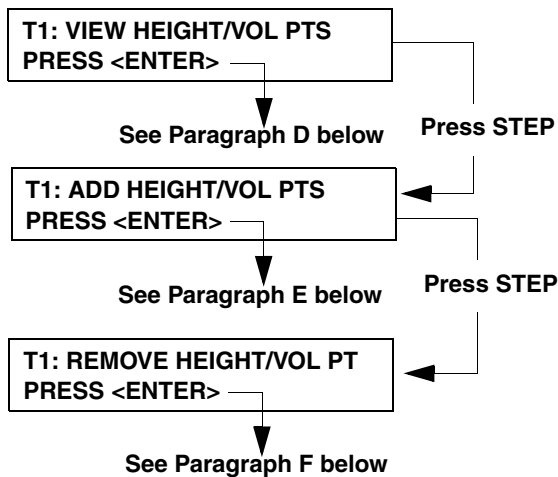 T1: VIEW HEIGHT/VOL PTS
PRESS <ENTER>
See Paragraph D below
Press STEP
T1: ADD HEIGHT/VOL PTS
PRESS <ENTER>
See Paragraph E below
Press STEP
T1: REMOVE HEIGHT/VOL PT
PRESS <ENTER>
See Paragraph F below